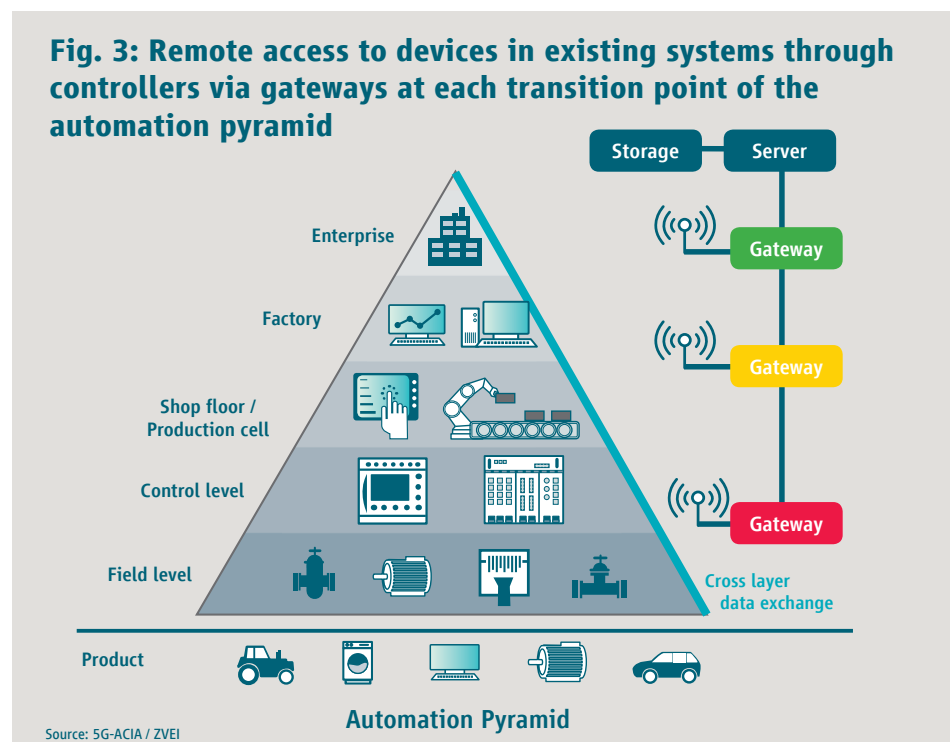 Fig. 3: Remote access to devices in existing systems through
controllers via gateways at each transition point of the
automation pyramid
Storage
Server
Enterprise
Gateway
Factory
Gateway
Shop floor /
Production cell
Control level
Gateway
Field level
Cross layer
data exchange
Product
Automation Pyramid
Source: 5G-ACIA / ZVEI